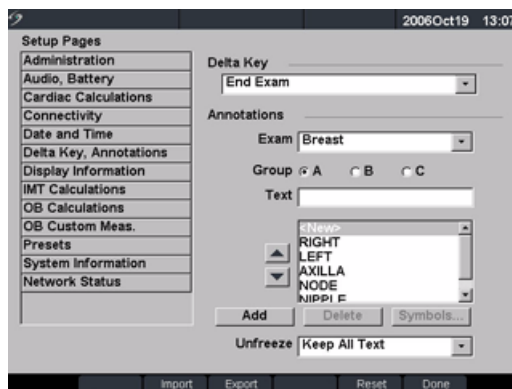 2006Oct19 13:07
Setup Pages
Administration
Audio, Battery
Cardiac Calculations
Connectivity
Date and Time
Delta Key, Annotations
Display Information
IMT Calculations
OB Calculations
OB Custom Meas.
Presets
System Information
Network Status
Delta Key
End Exam
Annotations
Exam Breast
Group A B C
Text
<New>
RIGHT
LEFT
AXILLA
NODE
NIPPLE
Add Delete Symbols...
Unfreeze Keep All Text
Import Export Reset Done